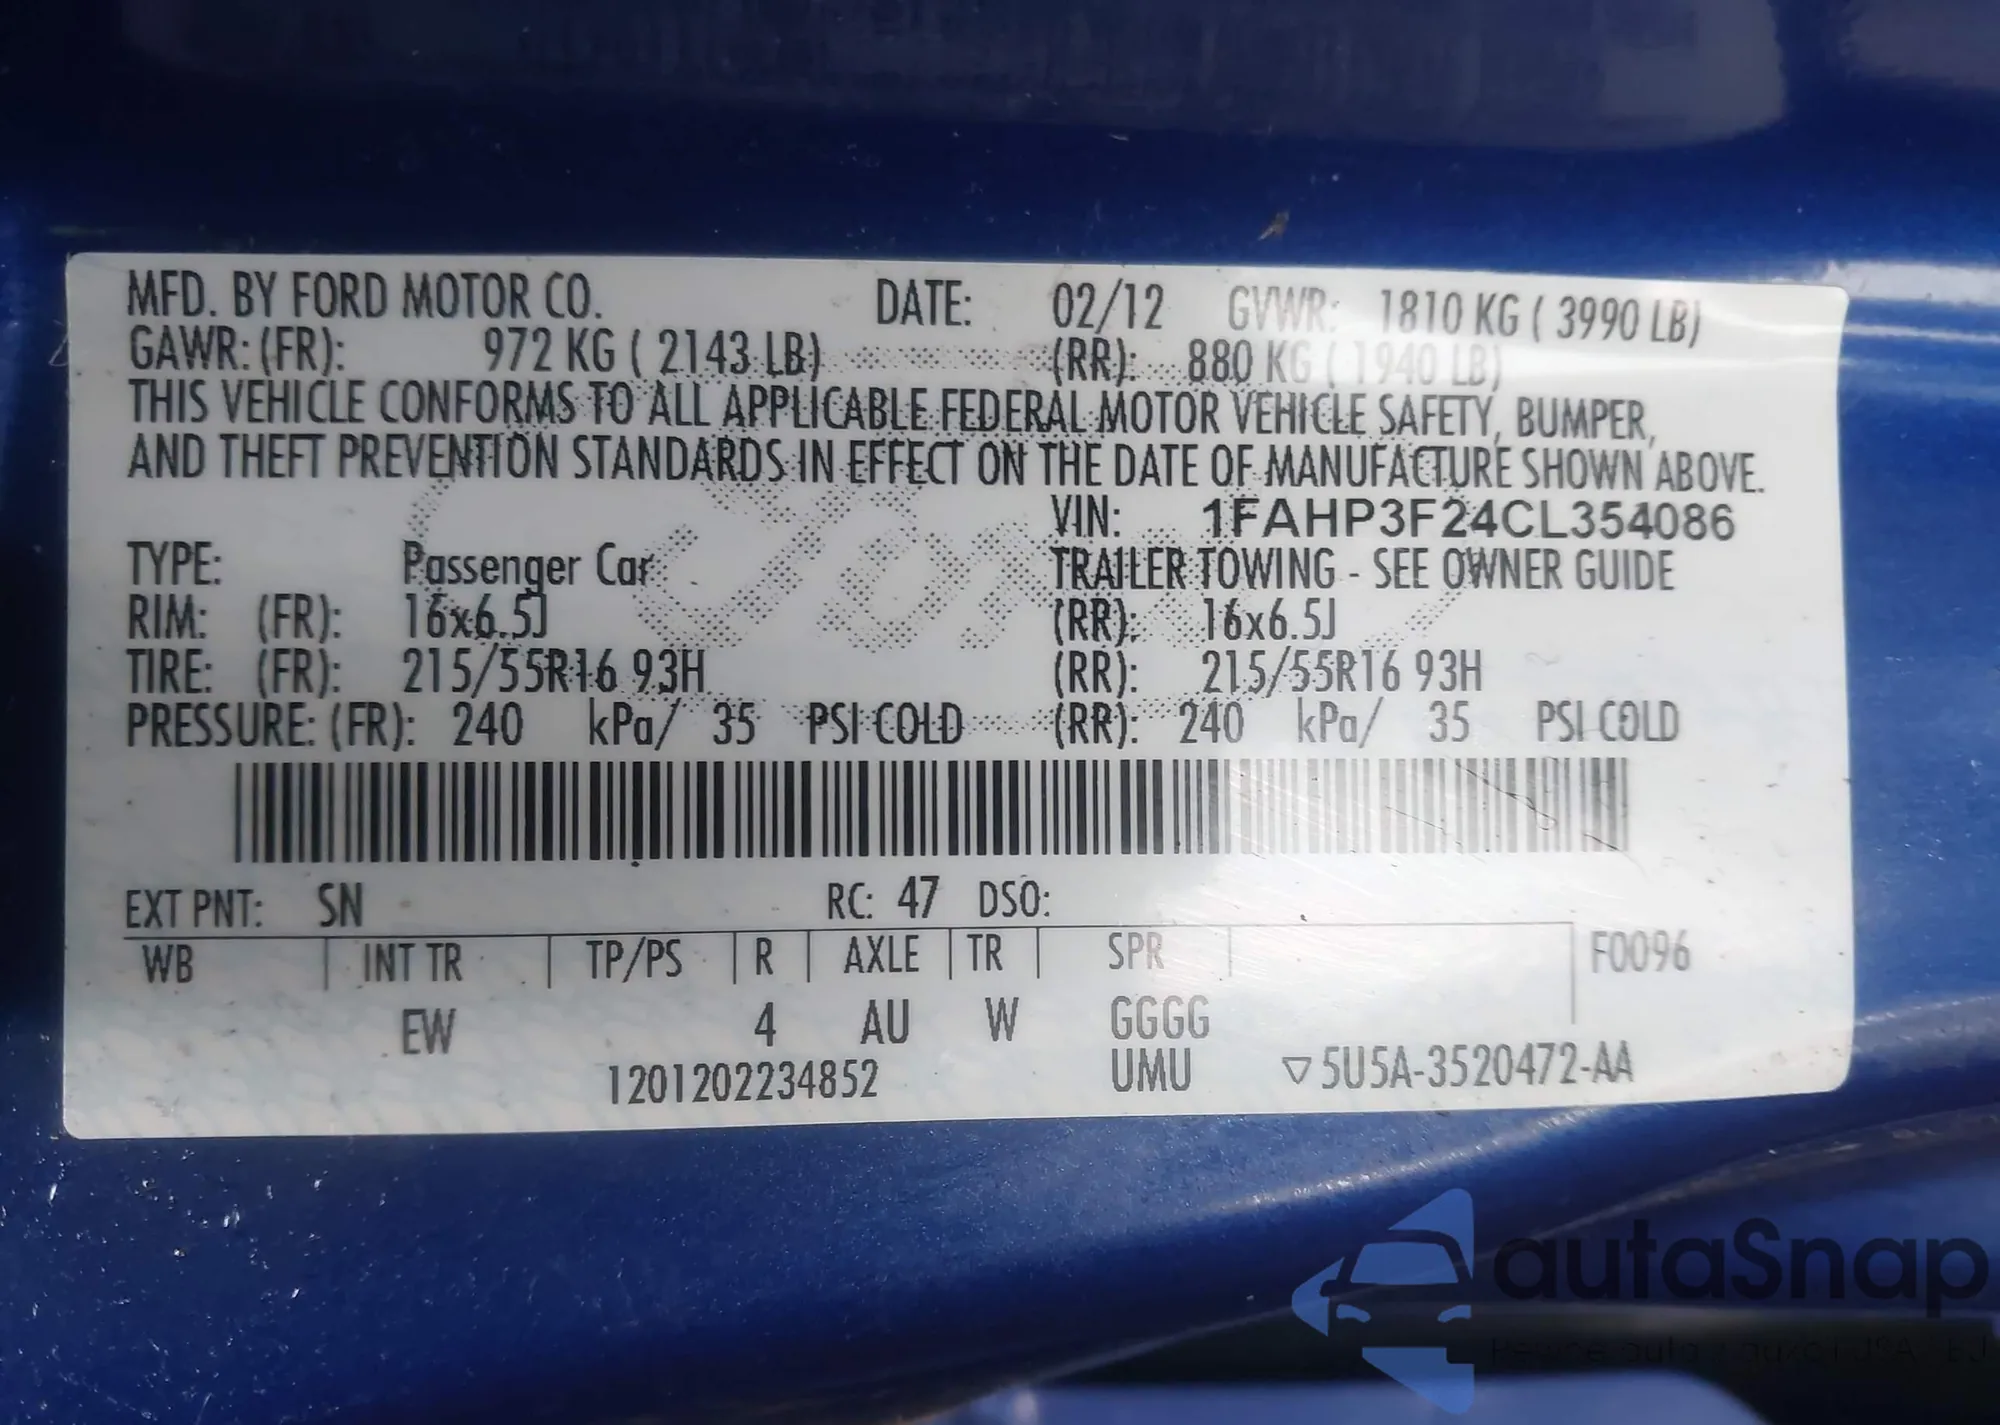 MFD. BY FORD MOTOR CO. DATE: 02/12 GVWR: 1810 KG ( 3990 LB)
GAWR: (FR): 972 KG ( 2143 LB) (RR): 880 KG ( 1940 LB)
THIS VEHICLE CONFORMS TO ALL APPLICABLE FEDERAL MOTOR VEHICLE SAFETY, BUMPER,
AND THEFT PREVENTION STANDARDS IN EFFECT ON THE DATE OF MANUFACTURE SHOWN ABOVE.
VIN: 1FAHP3F24CL354086
TYPE: Passenger Car TRAILER TOWING - SEE OWNER GUIDE
RIM: (FR): 16x6.5J (RR): 16x6.5J
TIRE: (FR): 215/55R16 93H (RR): 215/55R16 93H
PRESSURE: (FR): 240 kPa/ 35 PSI COLD (RR): 240 kPa/ 35 PSI COLD
EXT PNT: SN RC: 47 DSO:
WB INT TR TP/PS R AXLE TR SPR F0096
EW 4 AU W GGGG
1201202234852 UMU ▽5U5A-3520472-AA
autaSnap